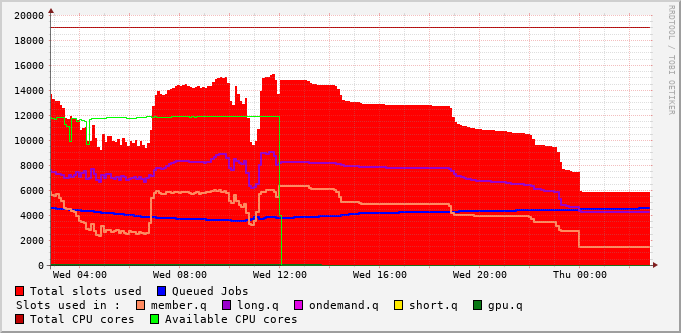 20000
18000
16000
14000
12000
10000
8000
6000
4000
2000
0
Wed 04:00 Wed 08:00 Wed 12:00 Wed 16:00 Wed 20:00 Thu 00:00
RRDTOOL / TOBI OETIKER
Total slots used Queued Jobs
Slots used in : member.q long.q ondemand.q short.q gpu.q
Total CPU cores Available CPU cores